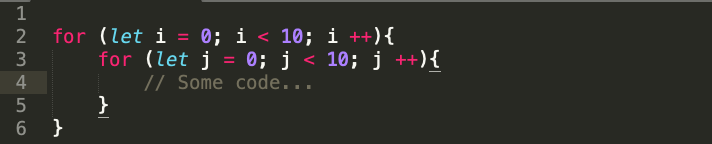 1
2 for (let i = 0; i < 10; i ++){
3     for (let j = 0; j < 10; j ++){
4         // Some code...
5     }
6 }